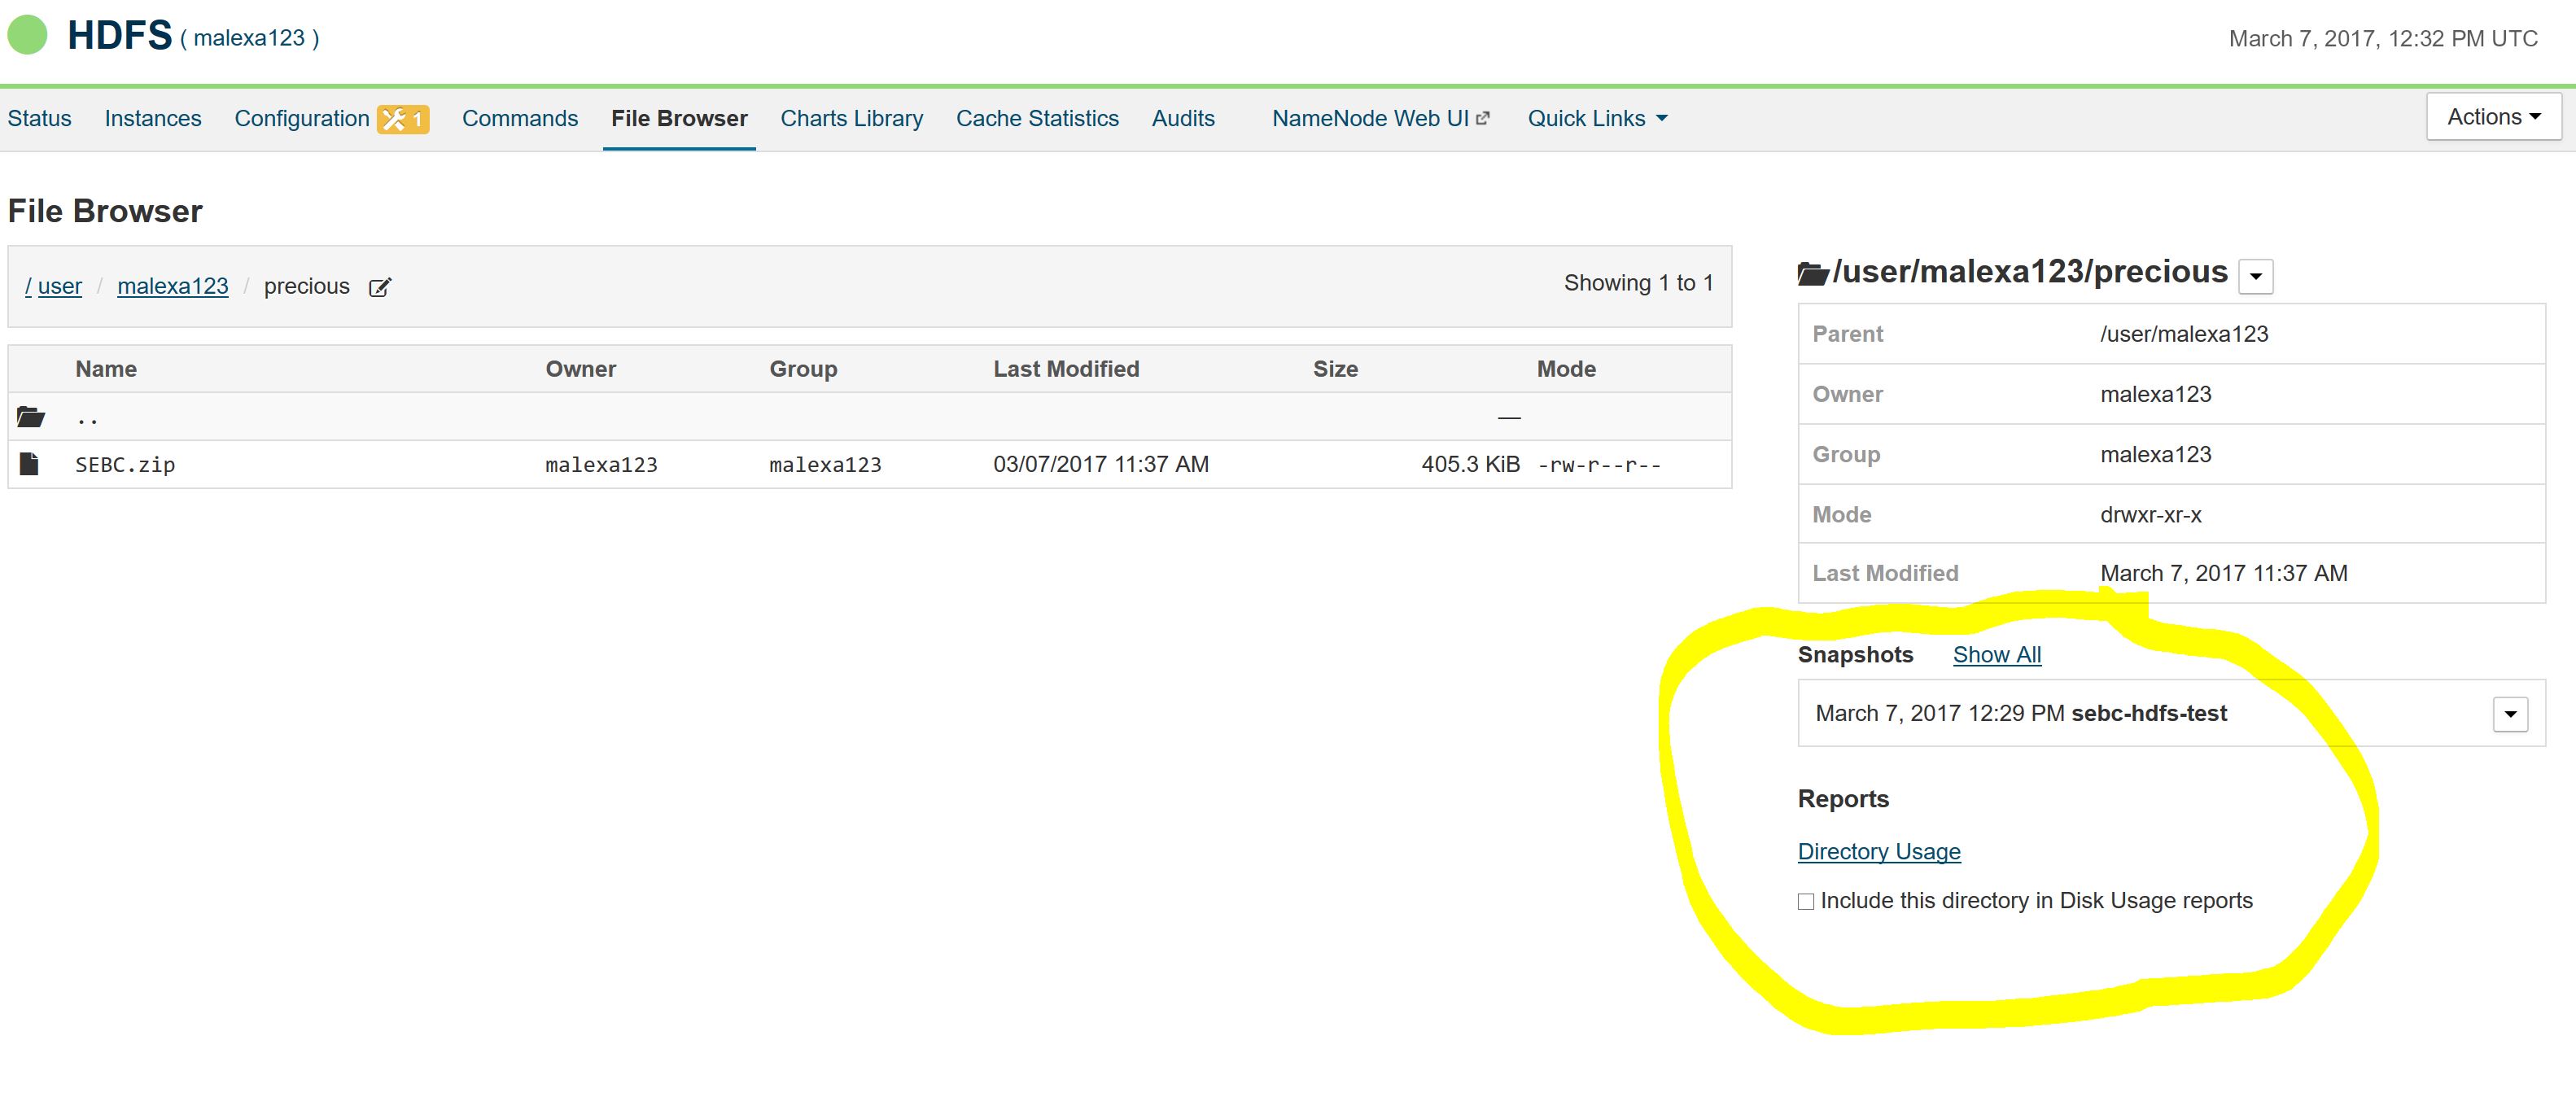 HDFS ( malexa123 )
March 7, 2017, 12:32 PM UTC
Status Instances Configuration 1 Commands File Browser Charts Library Cache Statistics Audits NameNode Web UI Quick Links Actions
File Browser
/ user / malexa123 / precious
Showing 1 to 1
Name Owner Group Last Modified Size Mode
.. —
SEBC.zip malexa123 malexa123 03/07/2017 11:37 AM 405.3 KiB -rw-r--r--
/user/malexa123/precious
Parent /user/malexa123
Owner malexa123
Group malexa123
Mode drwxr-xr-x
Last Modified March 7, 2017 11:37 AM
Snapshots Show All
March 7, 2017 12:29 PM sebc-hdfs-test
Reports
Directory Usage
Include this directory in Disk Usage reports